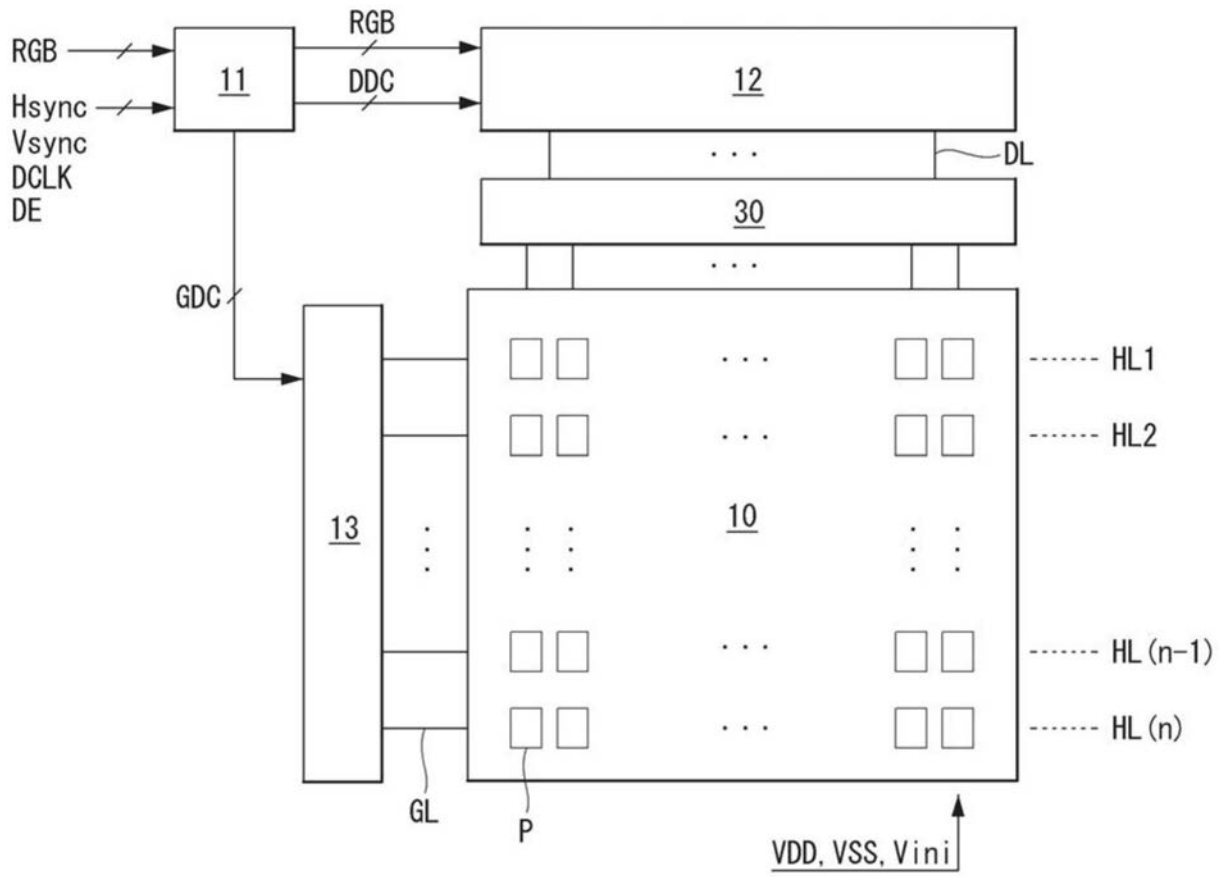 RGB
RGB
11
12
DDC
Hsync
Vsync
DCLK
DE
. . .
DL
30
. . .
GDC
. . .
HL1
. . .
HL2
13
10
. . .
HL(n-1)
. . .
HL(n)
GL
P
VDD, VSS, Vini